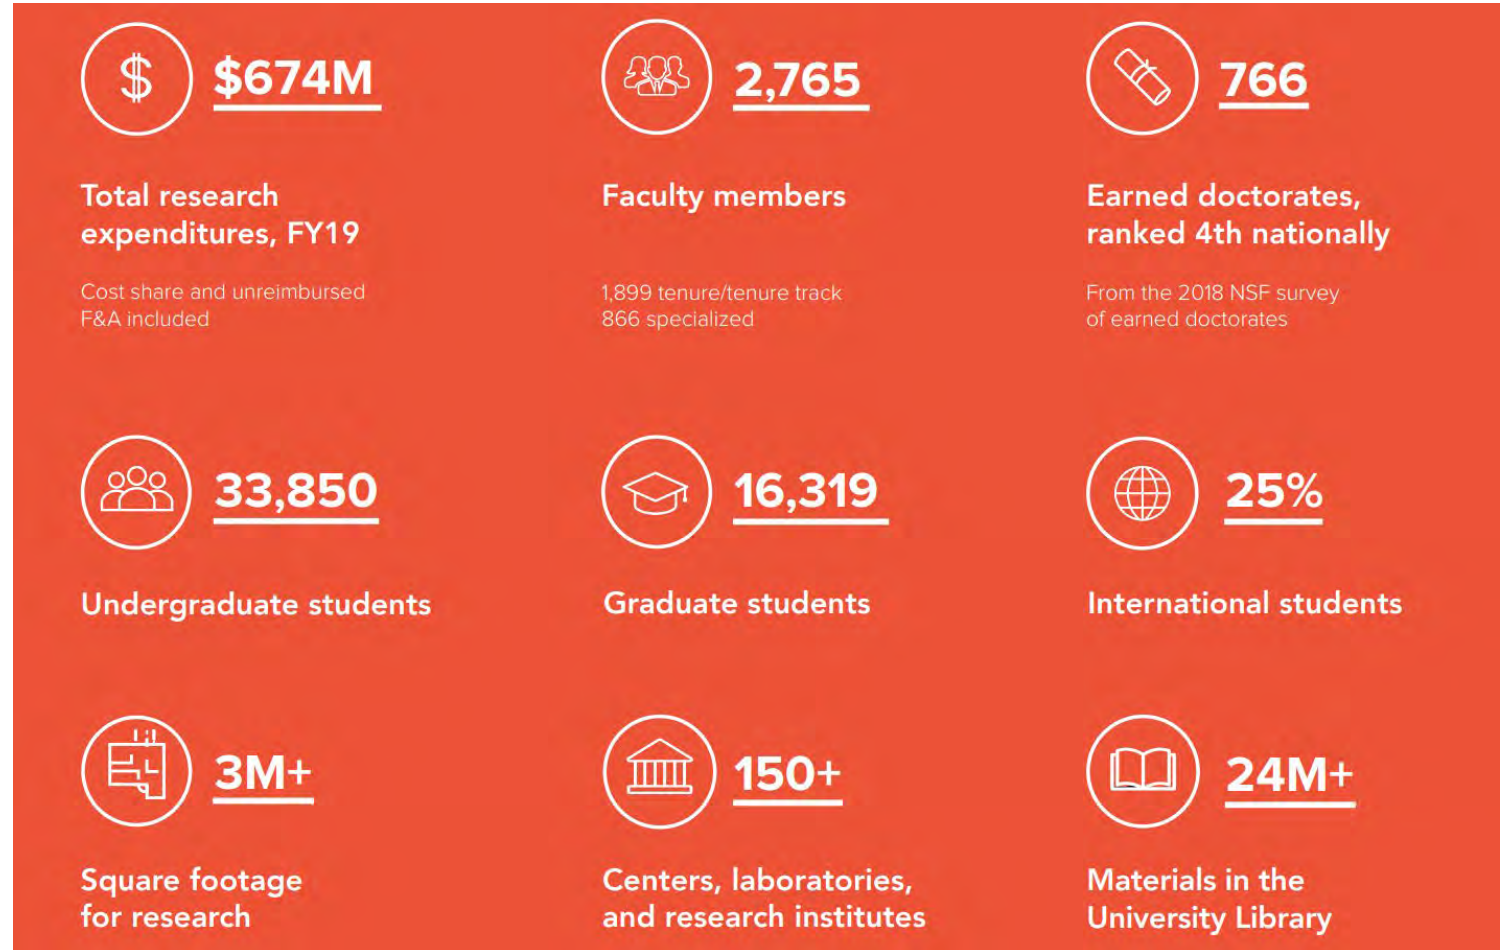 $674M
Total research
expenditures, FY19
Cost share and unreimbursed
F&A included
2,765
Faculty members
1,899 tenure/tenure track
866 specialized
766
Earned doctorates,
ranked 4th nationally
From the 2018 NSF survey
of earned doctorates
33,850
Undergraduate students
16,319
Graduate students
25%
International students
3M+
Square footage
for research
150+
Centers, laboratories,
and research institutes
24M+
Materials in the
University Library